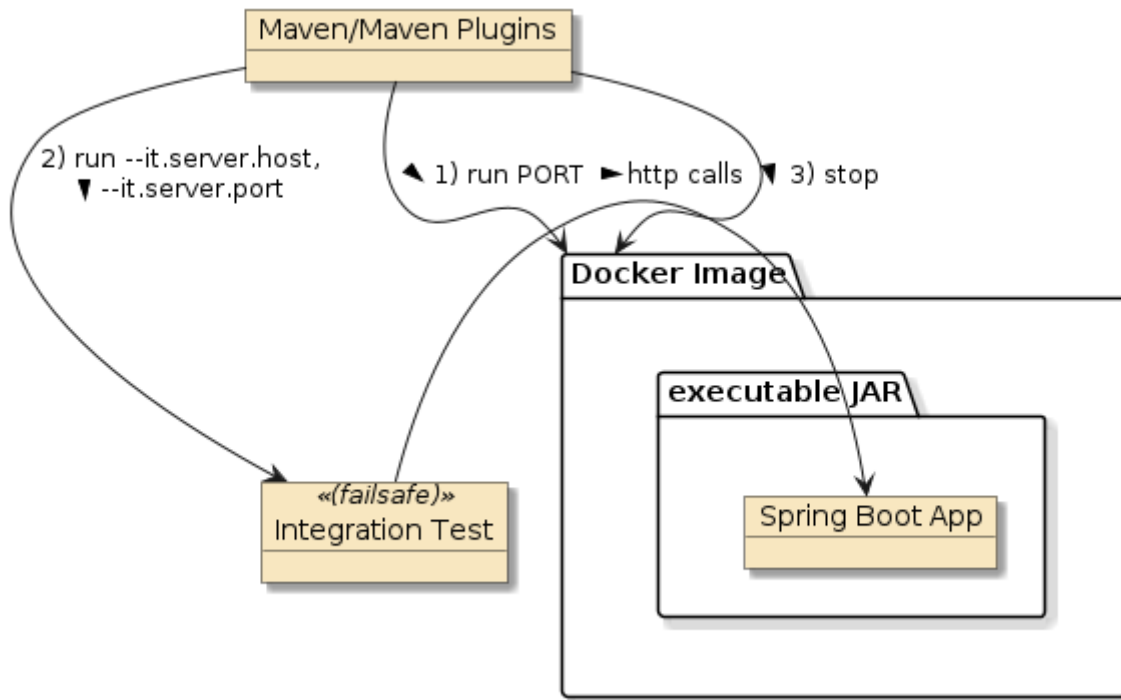 Maven/Maven Plugins
2) run --it.server.host,
▼ --it.server.port
◥ 1) run PORT
►http calls
▼ 3) stop
Docker Image
executable JAR
«(failsafe)»
Integration Test
Spring Boot App